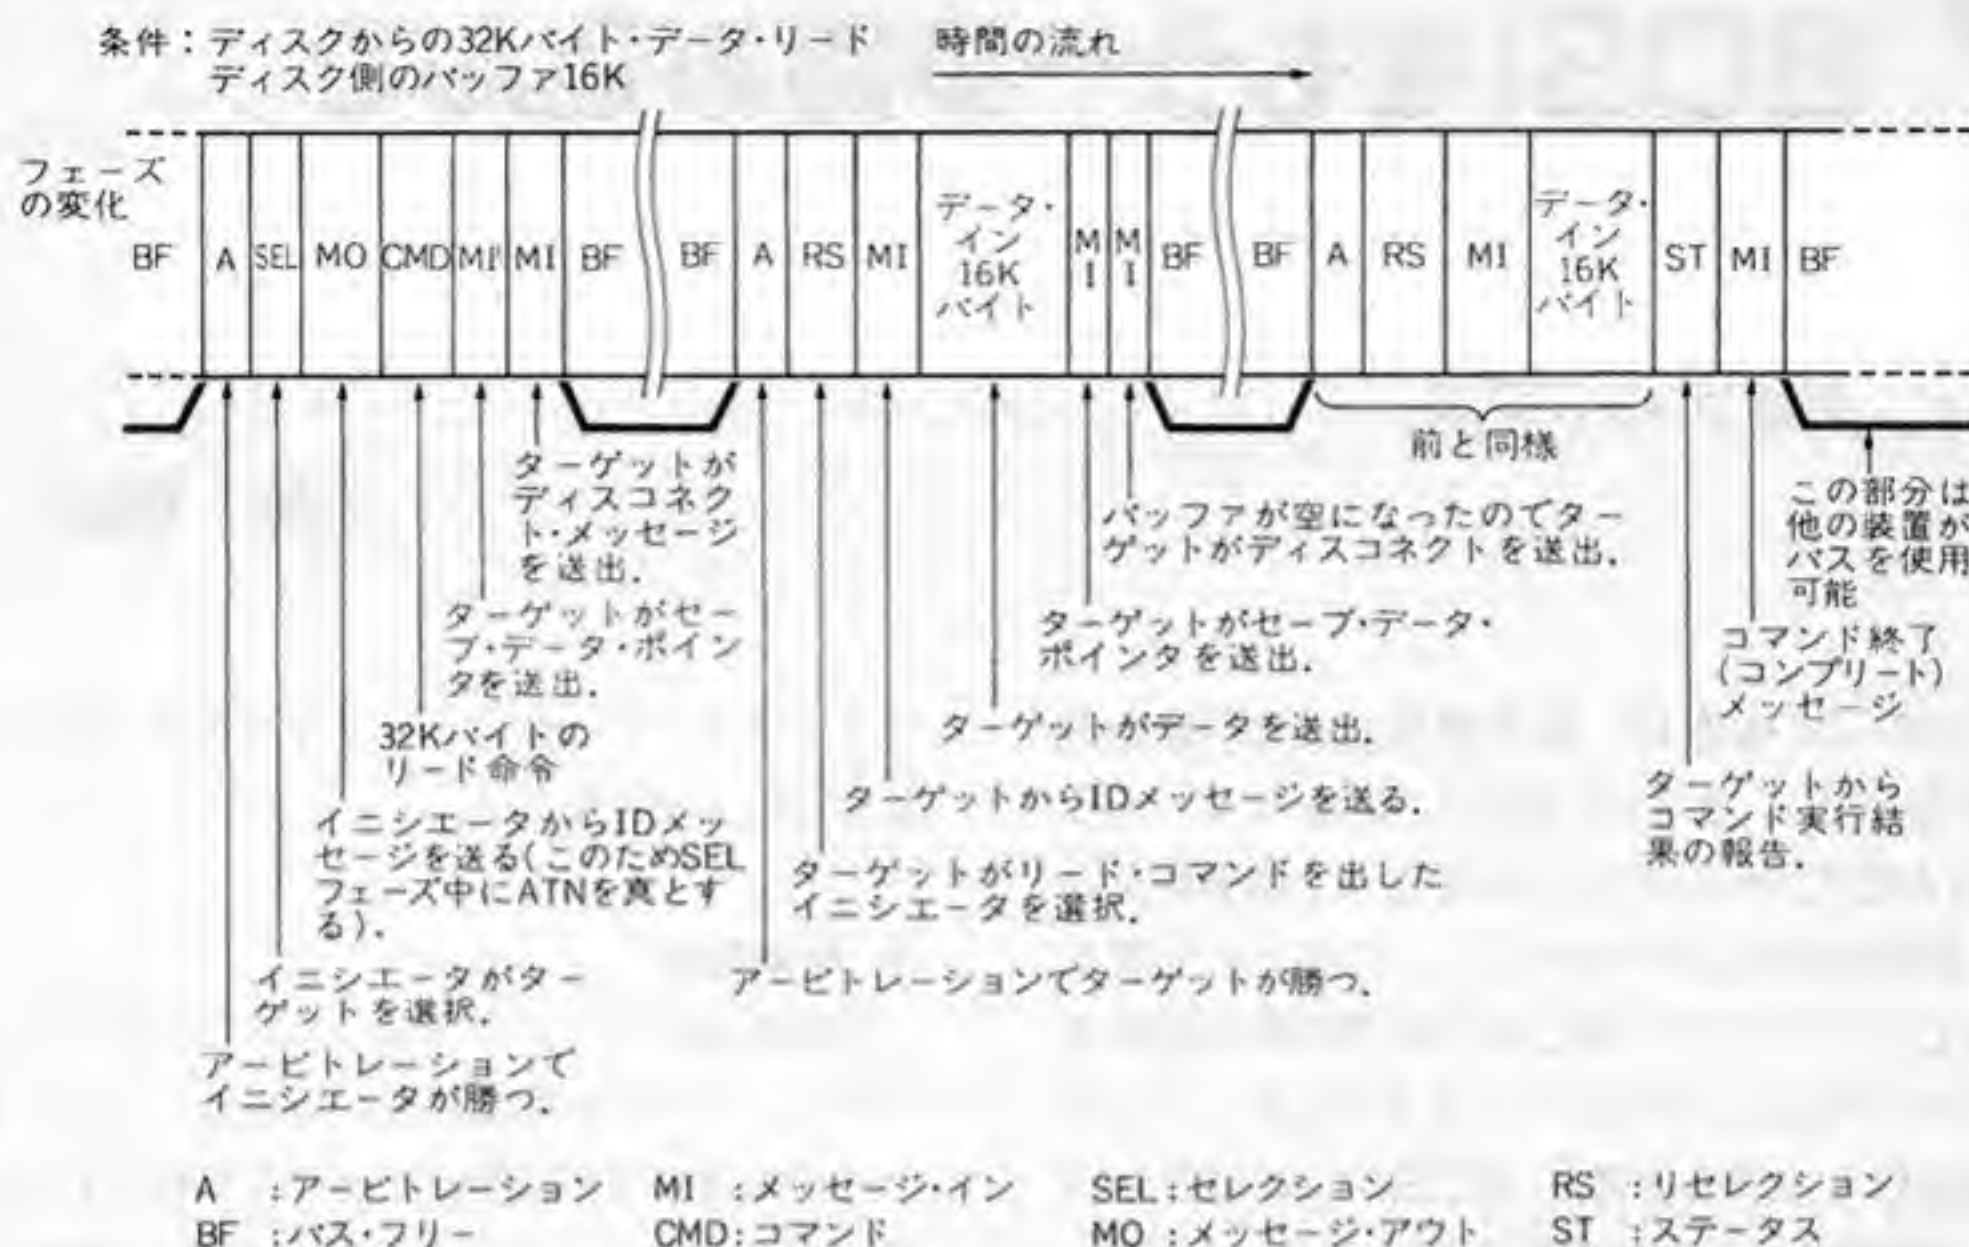 条件：ディスクからの32Kバイト・データ・リード
ディスク側のバッファ16K
時間の流れ
フェーズ
の変化
BF A SEL MO CMD MI MI BF BF A RS MI データ・イン16Kバイト MI MI BF BF A RS MI データ・イン16Kバイト ST MI BF
ターゲットが
ディスコネク
ト・メッセージ
を送出．
ターゲットがセー
ブ・データ・ポイン
タを送出．
32Kバイトの
リード命令
イニシエータからIDメッ
セージを送る(このためSEL
フェーズ中にATNを真とす
る)．
イニシエータがター
ゲットを選択．
アービトレーションで
イニシエータが勝つ．
前と同様
バッファが空になったのでター
ゲットがディスコネクトを送出．
ターゲットがセーブ・データ・
ポインタを送出．
ターゲットがデータを送出．
ターゲットからIDメッセージを送る．
ターゲットがリード・コマンドを出した
イニシエータを選択．
アービトレーションでターゲットが勝つ．
この部分は
他の装置が
バスを使用
可能
コマンド終了
(コンプリート)
メッセージ
ターゲットから
コマンド実行結
果の報告．
A ：アービトレーション MI ：メッセージ・イン SEL：セレクション RS ：リセレクション
BF ：バス・フリー CMD：コマンド MO ：メッセージ・アウト ST ：ステータス